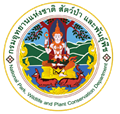 กรมอุทยานแห่งชาติ สัตว์ป่า และพันธุ์พืช
National Park, Wildlife and Plant Conservation Department